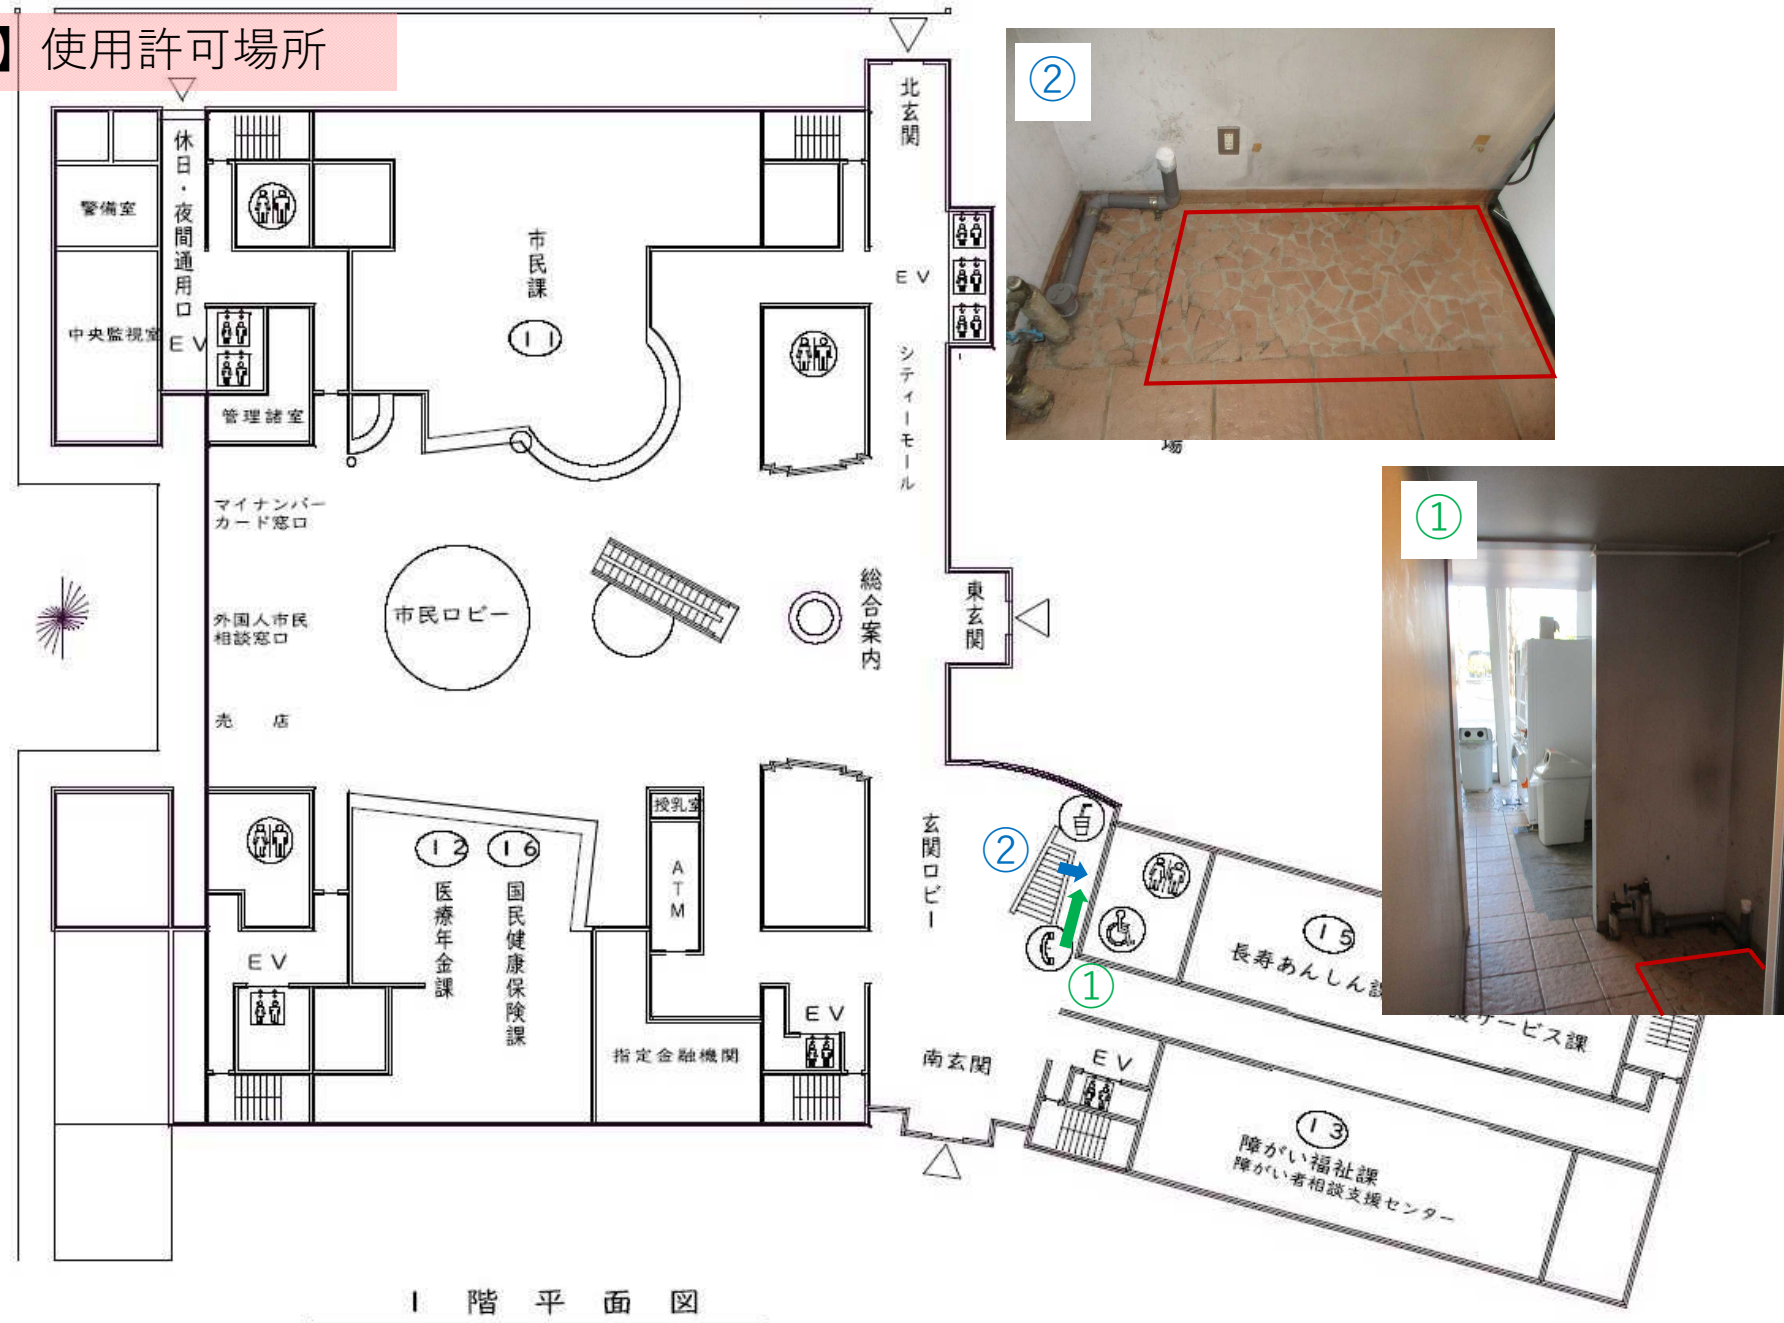 】使用許可場所
②
北玄関
休日・夜間通用口
警備室
市民課
11
EV
中央監視室
EV
シティーモール
管理諸室
場
①
マイナンバー
カード窓口
総合案内
東玄関
市民ロビー
外国人市民
相談窓口
売店
授乳室
玄関ロビー
②
12
16
ATM
医療年金課
国民健康保険課
15
長寿あんしん
EV
①
EV
サービス課
指定金融機関
南玄関
EV
13
障がい福祉課
障がい者相談支援センター
1階平面図